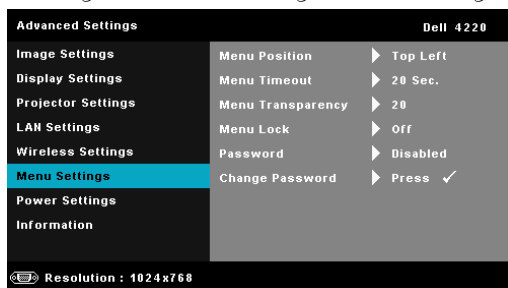 Advanced Settings Dell 4220
Image Settings
Display Settings
Projector Settings
LAN Settings
Wireless Settings
Menu Settings
Power Settings
Information
Menu Position Top Left
Menu Timeout 20 Sec.
Menu Transparency 20
Menu Lock Off
Password Disabled
Change Password Press
Resolution : 1024x768